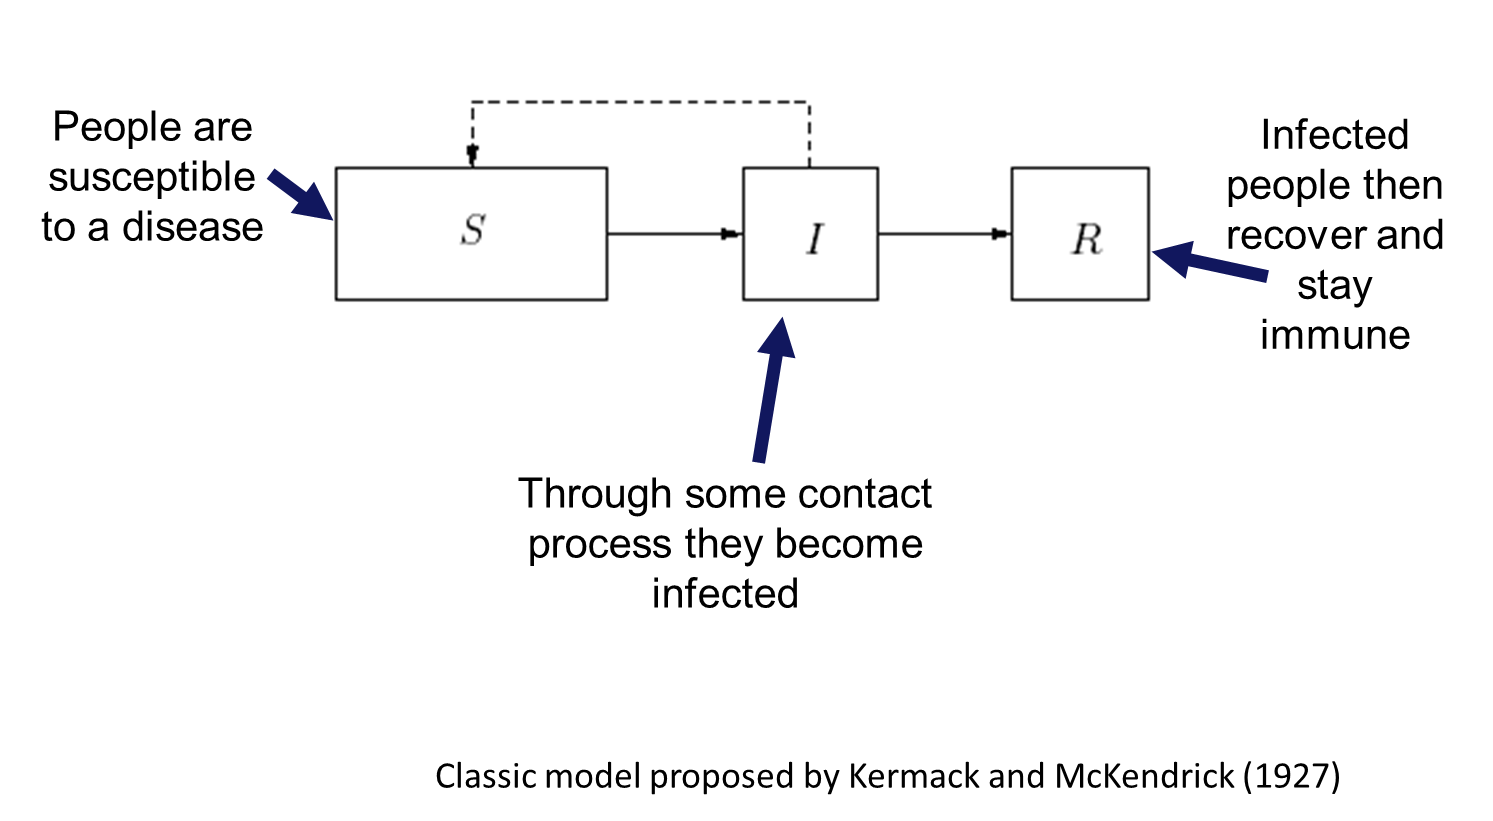 People are
susceptible
to a disease
S
I
R
Infected
people then
recover and
stay
immune
Through some contact
process they become
infected
Classic model proposed by Kermack and McKendrick (1927)